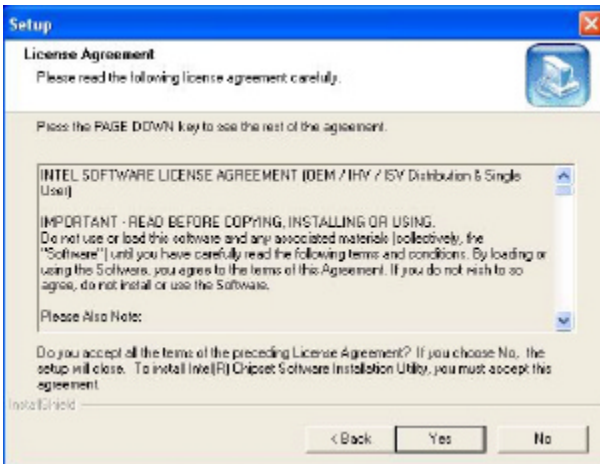 Setup
License Agreement
Please read the following license agreement carefully.
Press the PAGE DOWN key to see the rest of the agreement.
INTEL SOFTWARE LICENSE AGREEMENT (OEM / IHV / ISV Distribution & Single
User)
IMPORTANT - READ BEFORE COPYING, INSTALLING OR USING.
Do not use or load this software and any associated materials (collectively, the
"Software") until you have carefully read the following terms and conditions. By loading or
using the Software, you agree to the terms of this Agreement. If you do not wish to so
agree, do not install or use the Software.
Please Also Note:
Do you accept all the terms of the preceding License Agreement? If you choose No, the
setup will close. To install Intel(R) Chipset Software Installation Utility, you must accept this
agreement.
InstallShield
< Back
Yes
No